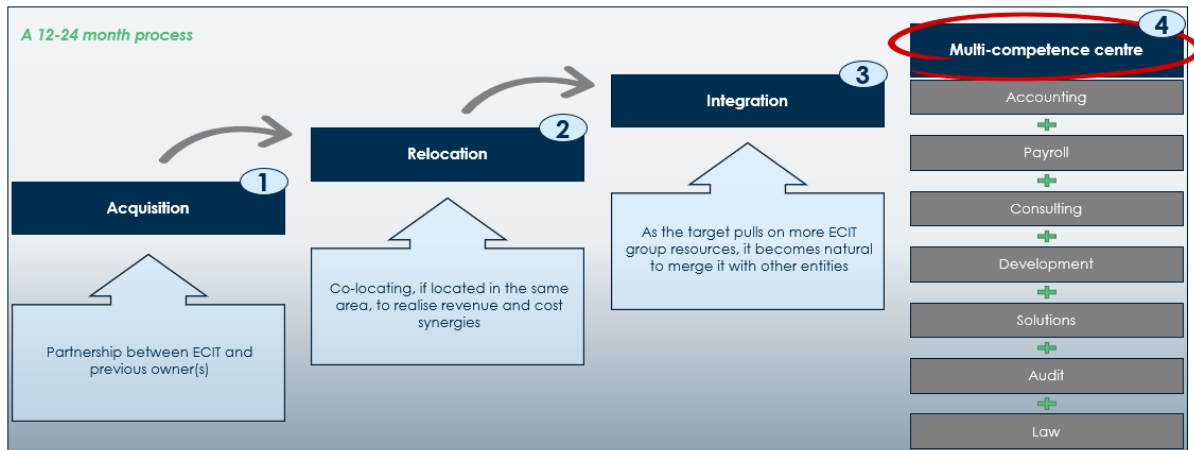 A 12-24 month process
1
Acquisition
Partnership between ECIT and
previous owner(s)
2
Relocation
Co-locating, if located in the same
area, to realise revenue and cost
synergies
3
Integration
As the target pulls on more ECIT
group resources, it becomes natural
to merge it with other entities
4
Multi-competence centre
Accounting
Payroll
Consulting
Development
Solutions
Audit
Law